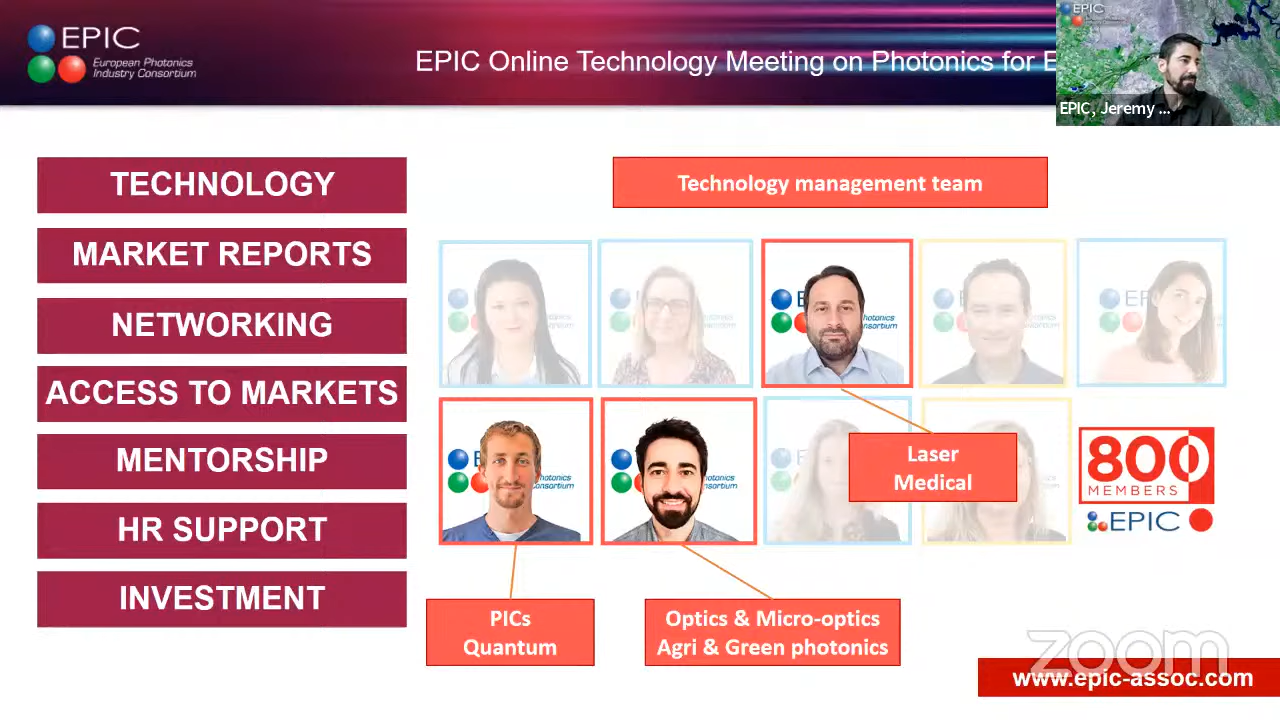 EPIC
European Photonics
Industry Consortium
EPIC Online Technology Meeting on Photonics for E
EPIC
EPIC, Jeremy ...
TECHNOLOGY
MARKET REPORTS
NETWORKING
ACCESS TO MARKETS
MENTORSHIP
HR SUPPORT
INVESTMENT
Technology management team
Laser
Medical
800
MEMBERS
EPIC
PICs
Quantum
Optics & Micro-optics
Agri & Green photonics
zoom
www.epic-assoc.com